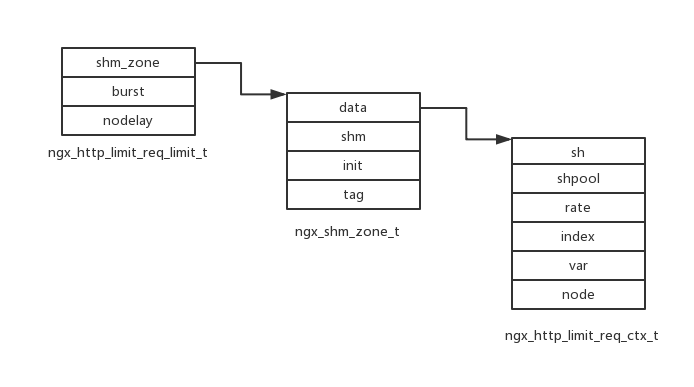 shm_zone
burst
nodelay
ngx_http_limit_req_limit_t
data
shm
init
tag
ngx_shm_zone_t
sh
shpool
rate
index
var
node
ngx_http_limit_req_ctx_t